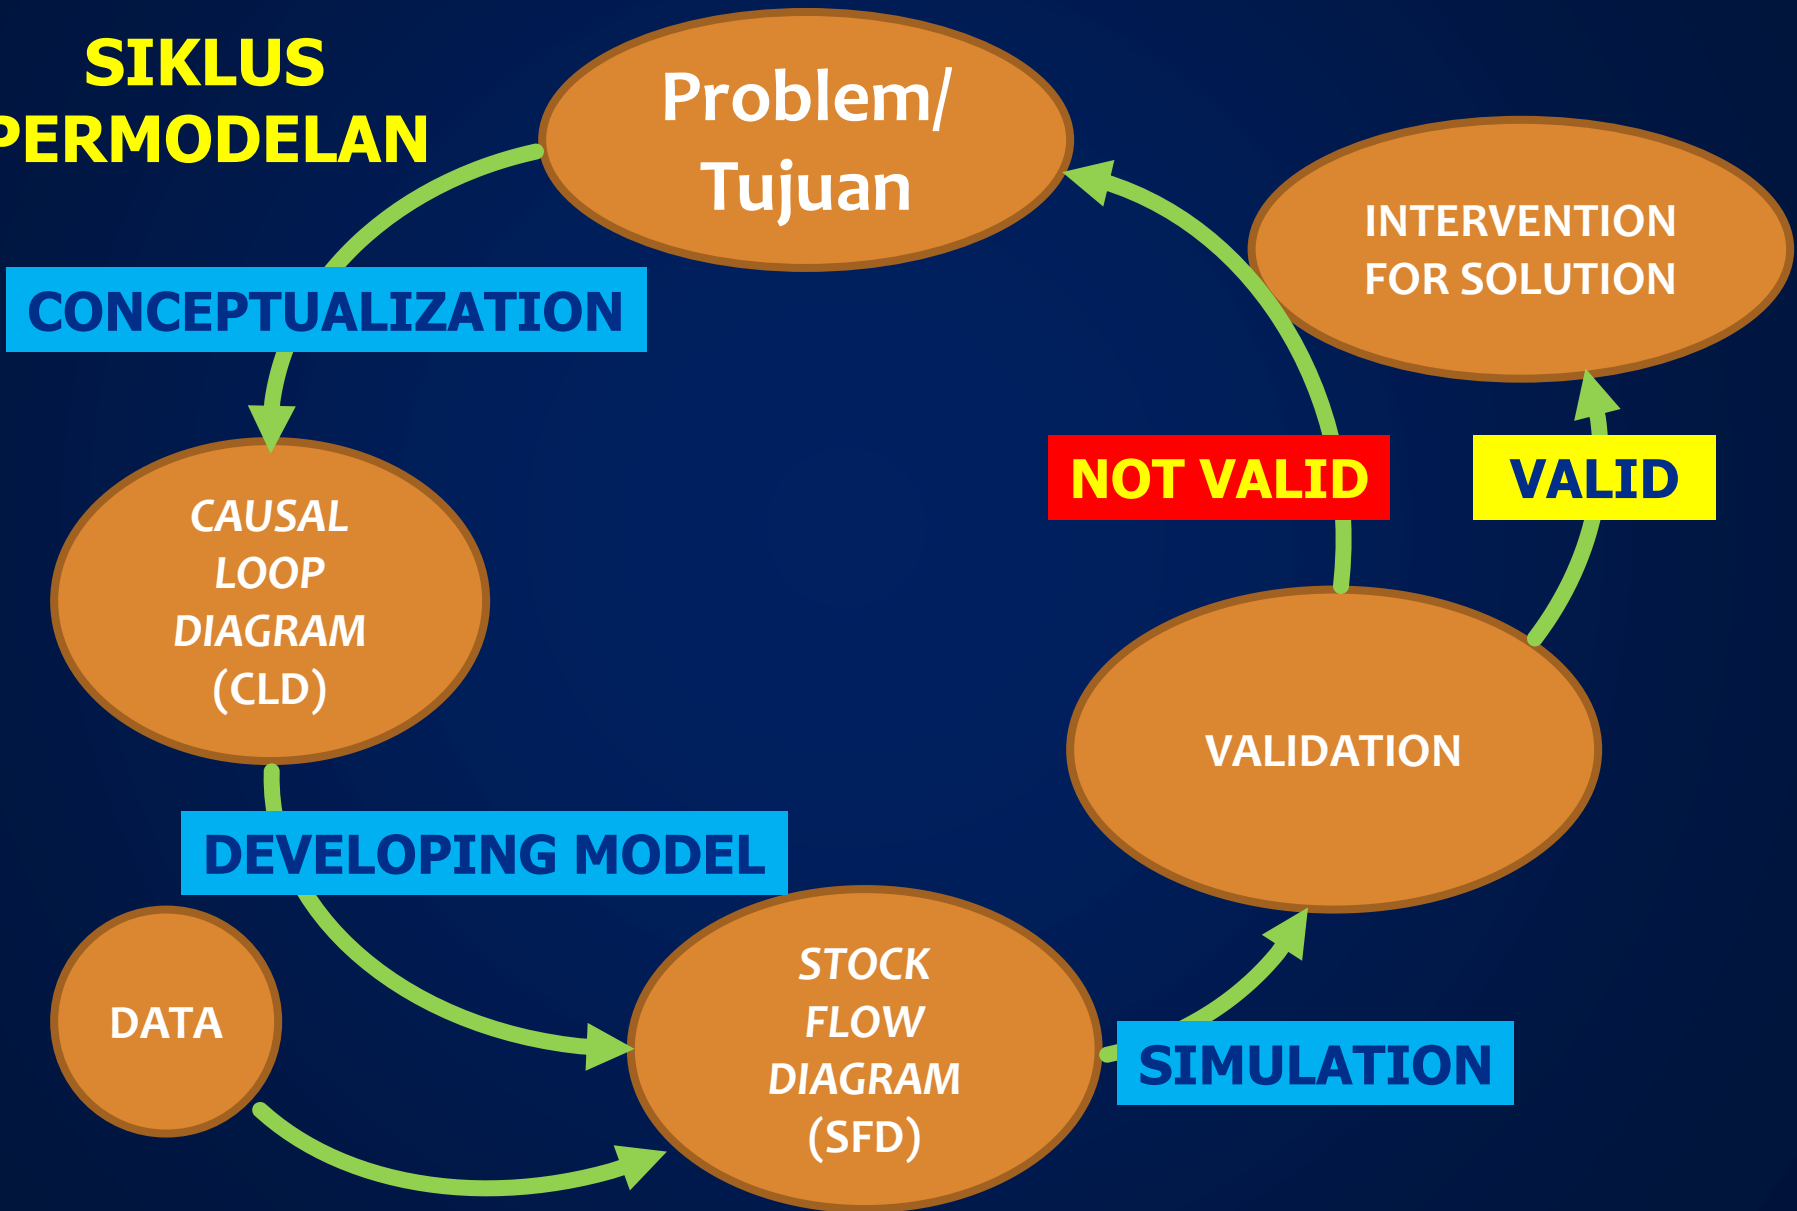 SIKLUS
PERMODELAN
Problem/
Tujuan
INTERVENTION
FOR SOLUTION
CONCEPTUALIZATION
NOT VALID
VALID
CAUSAL
LOOP
DIAGRAM
(CLD)
VALIDATION
DEVELOPING MODEL
DATA
STOCK
FLOW
DIAGRAM
(SFD)
SIMULATION